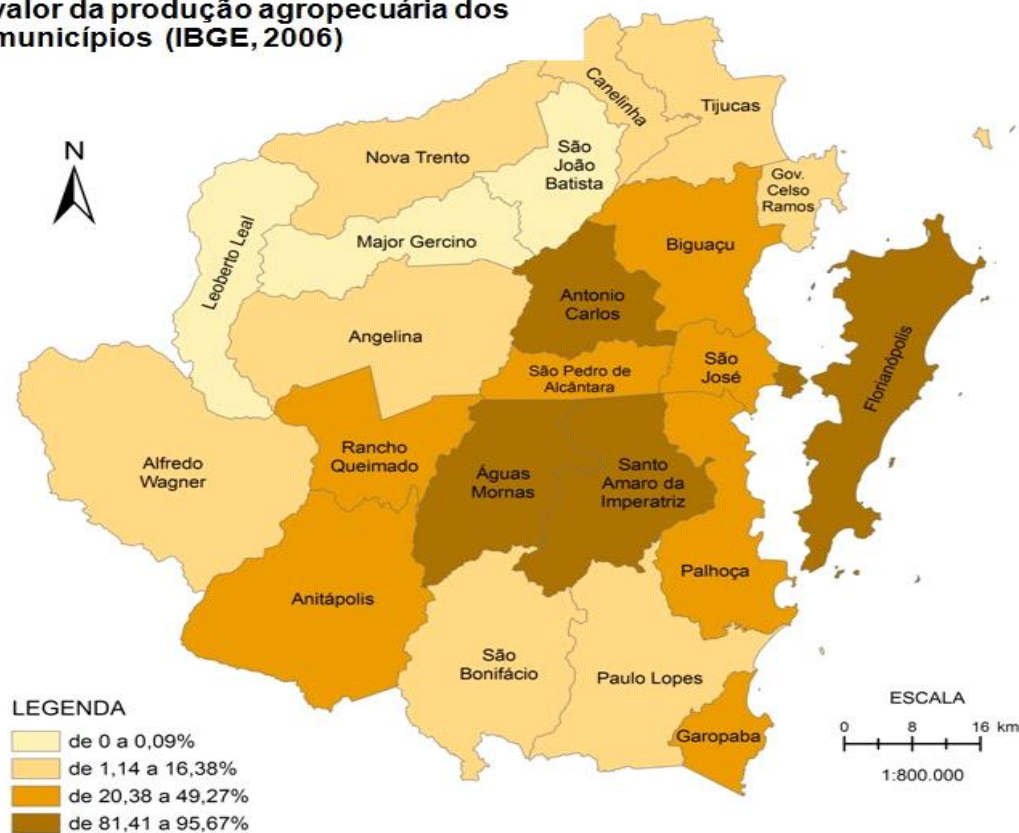 valor da produção agropecuária dos
municípios (IBGE, 2006)
N
Canelinha
Tijucas
Nova Trento
São
João
Batista
Gov.
Celso
Ramos
Leoberto Leal
Major Gercino
Biguaçu
Antonio
Carlos
Angelina
São Pedro de
Alcântara
São
José
Florianópolis
Alfredo
Wagner
Rancho
Queimado
Águas
Mornas
Santo
Amaro da
Imperatriz
Anitápolis
Palhoça
São
Bonifácio
Paulo Lopes
Garopaba
LEGENDA
de 0 a 0,09%
de 1,14 a 16,38%
de 20,38 a 49,27%
de 81,41 a 95,67%
ESCALA
0 8 16 km
1:800.000